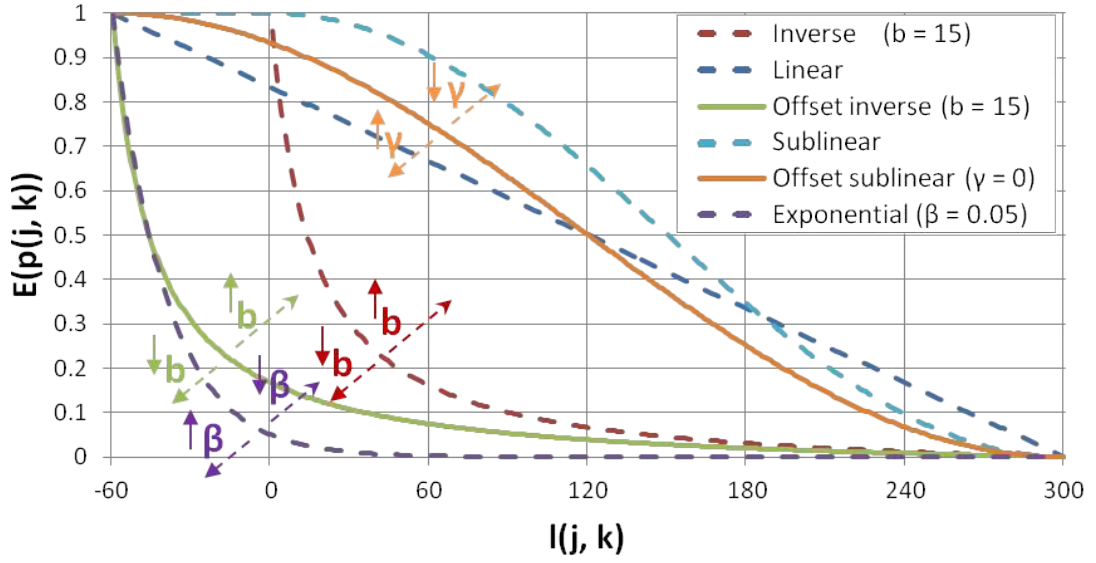 E(p(j, k))
1
0.9
0.8
0.7
0.6
0.5
0.4
0.3
0.2
0.1
0
Inverse (b = 15)
Linear
Offset inverse (b = 15)
Sublinear
Offset sublinear (γ = 0)
Exponential (β = 0.05)
↓γ
↑γ
↑b
↓b
↑b
↓b
↓β
↑β
-60 0 60 120 180 240 300
l(j, k)